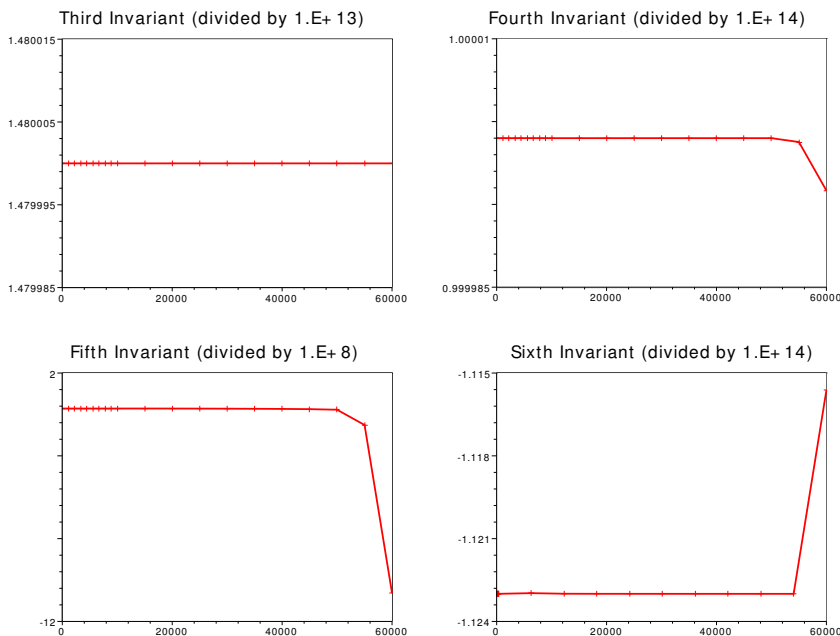 Third Invariant (divided by 1.E+13)
1.480015
1.480005
1.479995
1.479985
0 20000 40000 60000
Fourth Invariant (divided by 1.E+14)
1.00001
0.999985
0 20000 40000 60000
Fifth Invariant (divided by 1.E+8)
2
-12
0 20000 40000 60000
Sixth Invariant (divided by 1.E+14)
-1.115
-1.118
-1.121
-1.124
0 20000 40000 60000